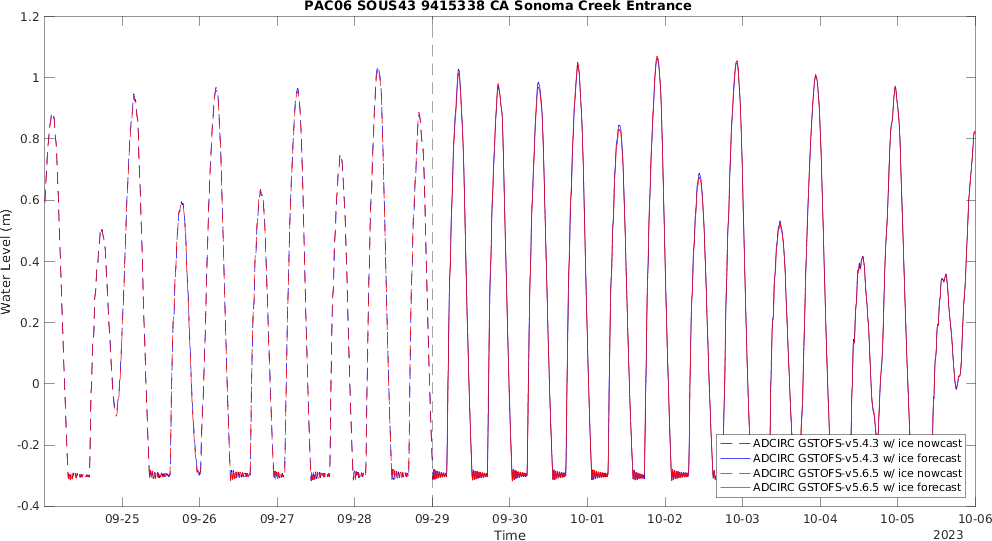 PAC06 SOUS43 9415338 CA Sonoma Creek Entrance
1.2
1
0.8
0.6
0.4
0.2
0
-0.2
-0.4
Water Level (m)
ADCIRC GSTOFS-v5.4.3 w/ ice nowcast
ADCIRC GSTOFS-v5.4.3 w/ ice forecast
ADCIRC GSTOFS-v5.6.5 w/ ice nowcast
ADCIRC GSTOFS-v5.6.5 w/ ice forecast
09-25 09-26 09-27 09-28 09-29 09-30 10-01 10-02 10-03 10-04 10-05 10-06
Time
2023